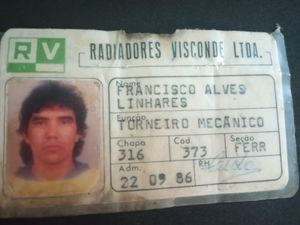 RV RADIADORES VISCONDE LTDA.
Nome
FRANCISCO ALVES
LINHARES
Função
TORNEIRO MECÂNICO
Chapa Cód. Seção
316 373 FERR
Adm. RH
22 09 86